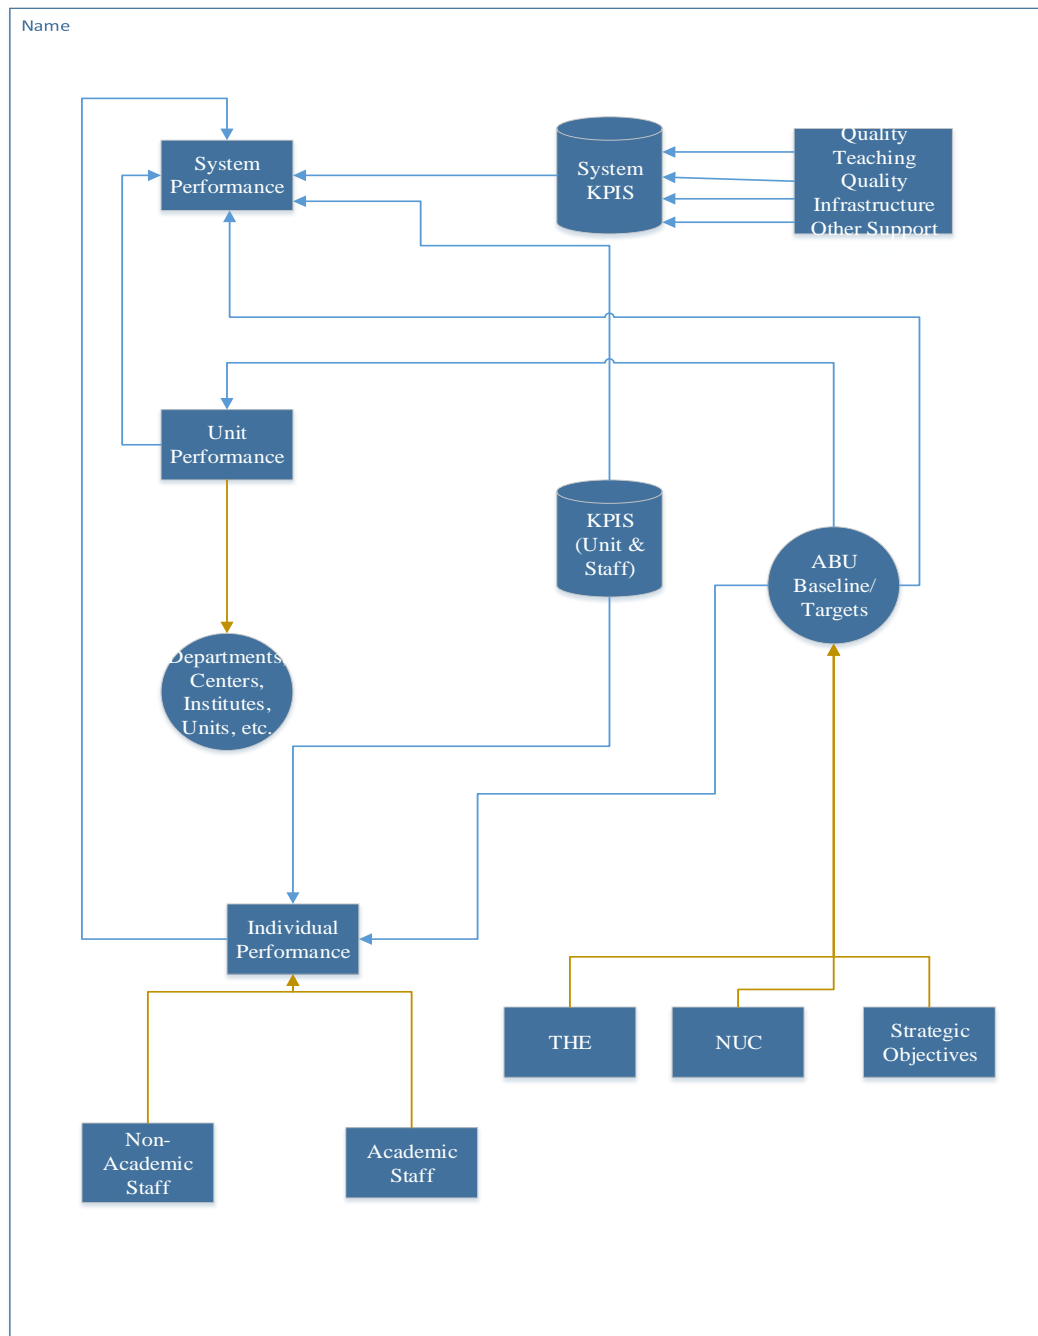 Name
System
Performance
System
KPIS
Quality
Teaching
Quality
Infrastructure
Other Support
Unit
Performance
KPIS
(Unit &
Staff)
ABU
Baseline/
Targets
Departments,
Centers,
Institutes,
Units, etc.
Individual
Performance
THE
NUC
Strategic
Objectives
Non-
Academic
Staff
Academic
Staff